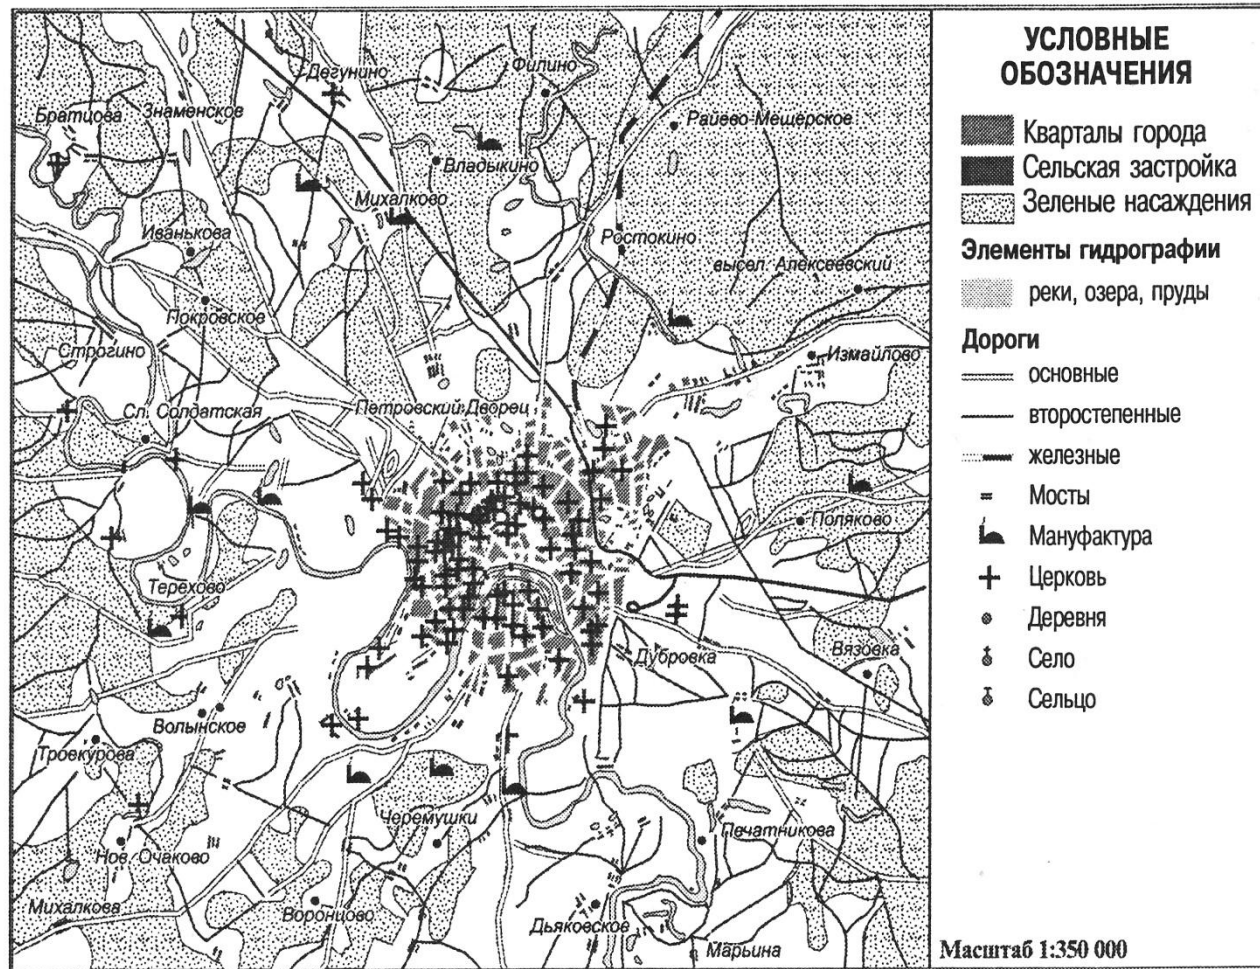 Дегунино
Филино
Братцова
Знаменсков
Райево-Мещерское
Владыкино
Михалково
Иванькова
Ростокино
высел. Алексеевский
Покровское
Строгино
Измайлово
Сл. Солдатская
Петровский Дворец
Поляково
Терехово
Дубровка
Вязовка
Волынское
Троекурова
Черемушки
Печатникова
Нов. Очаково
Михалкова
Воронцово
Дьяковское
Марьина
УСЛОВНЫЕ
ОБОЗНАЧЕНИЯ
Кварталы города
Сельская застройка
Зеленые насаждения
Элементы гидрографии
реки, озера, пруды
Дороги
основные
второстепенные
железные
Мосты
Мануфактура
Церковь
Деревня
Село
Сельцо
Масштаб 1:350 000